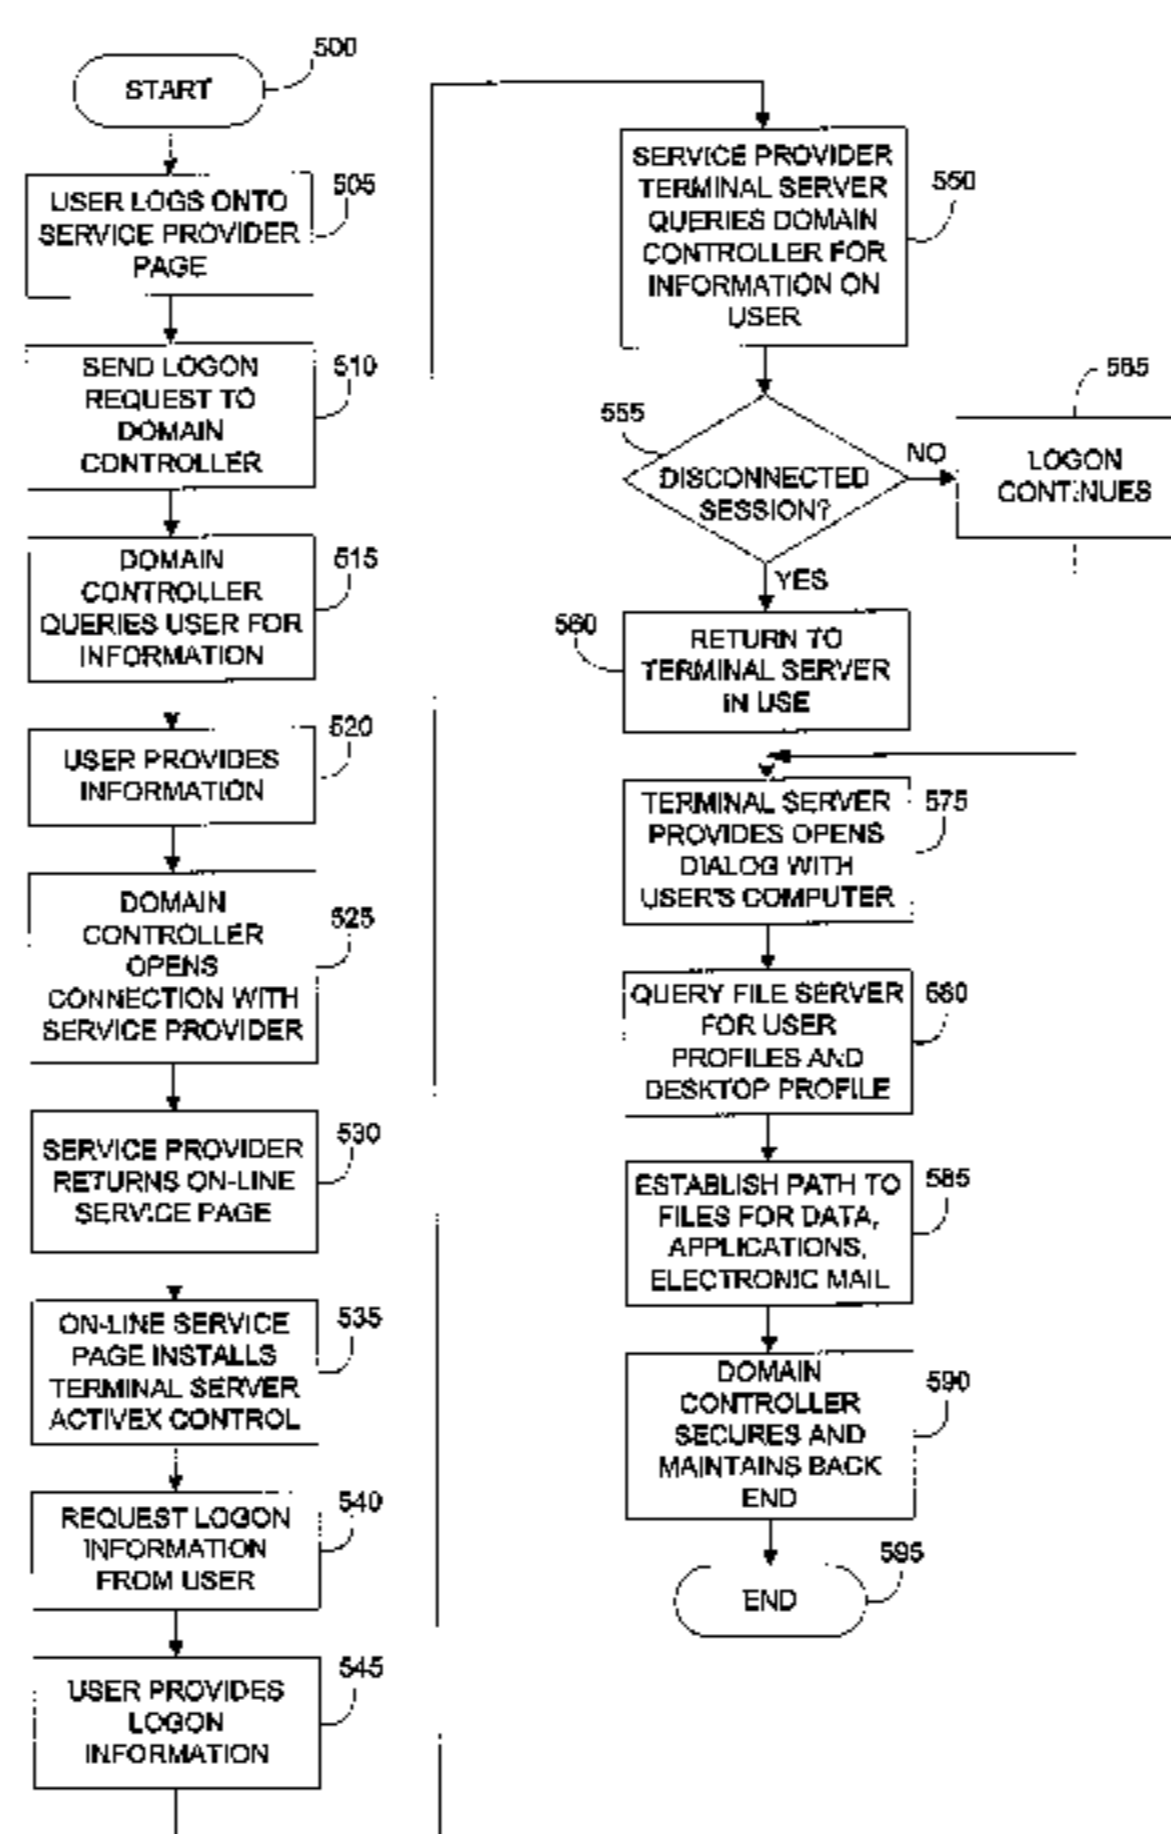 START
500
USER LOGS ONTO
SERVICE PROVIDER
PAGE
505
SEND LOGON
REQUEST TO
DOMAIN
CONTROLLER
510
DOMAIN
CONTROLLER
QUERIES USER FOR
INFORMATION
515
USER PROVIDES
INFORMATION
520
DOMAIN
CONTROLLER
OPENS
CONNECTION WITH
SERVICE PROVIDER
525
SERVICE PROVIDER
RETURNS ON-LINE
SERVICE PAGE
530
ON-LINE SERVICE
PAGE INSTALLS
TERMINAL SERVER
ACTIVEX CONTROL
535
REQUEST LOGON
INFORMATION
FROM USER
540
USER PROVIDES
LOGON
INFORMATION
545
SERVICE PROVIDER
TERMINAL SERVER
QUERIES DOMAIN
CONTROLLER FOR
INFORMATION ON
USER
550
555
DISCONNECTED
SESSION?
NO
565
LOGON
CONTINUES
YES
560
RETURN TO
TERMINAL SERVER
IN USE
TERMINAL SERVER
PROVIDES OPENS
DIALOG WITH
USER'S COMPUTER
575
QUERY FILE SERVER
FOR USER
PROFILES AND
DESKTOP PROFILE
580
ESTABLISH PATH TO
FILES FOR DATA,
APPLICATIONS,
ELECTRONIC MAIL
585
DOMAIN
CONTROLLER
SECURES AND
MAINTAINS BACK
END
590
END
595